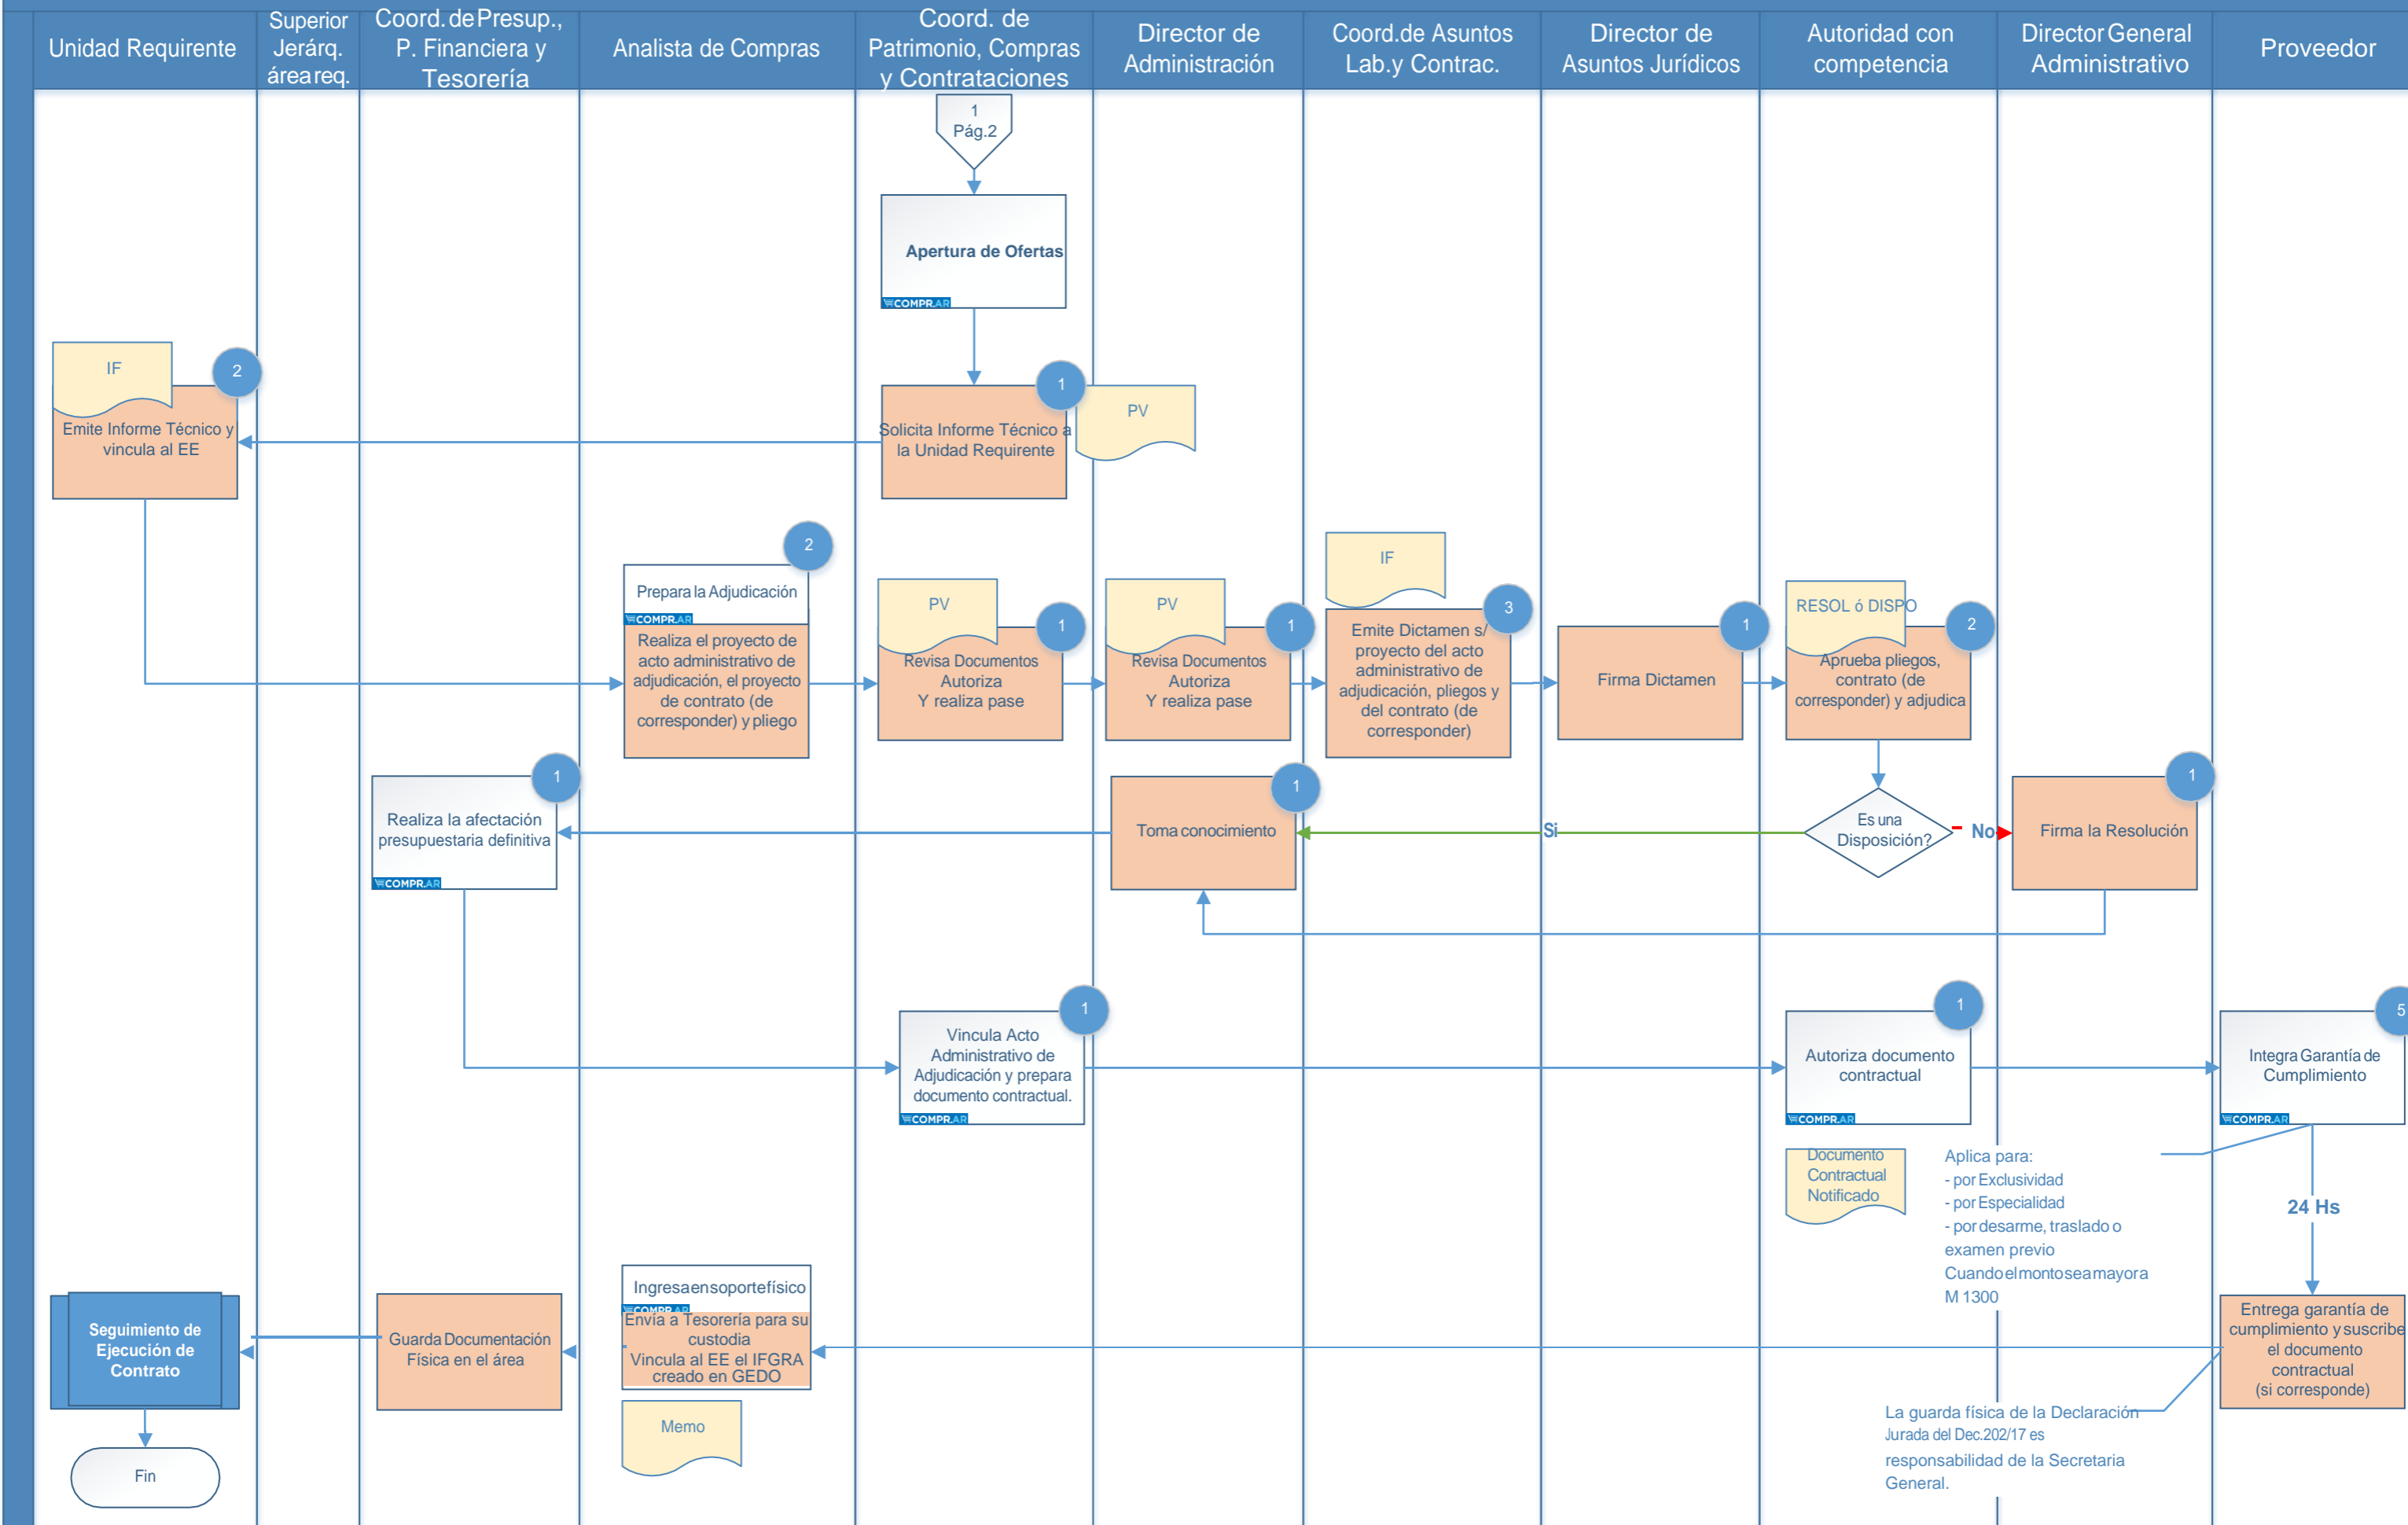 Unidad Requirente
Superior
Jerárq.
área req.
Coord. de Presup.,
P. Financiera y
Tesorería
Analista de Compras
Coord. de
Patrimonio, Compras
y Contrataciones
Director de
Administración
Coord.de Asuntos
Lab.y Contrac.
Director de
Asuntos Jurídicos
Autoridad con
competencia
Director General
Administrativo
Proveedor
1
Pág.2
Apertura de Ofertas
COMPR.AR
IF
2
Emite Informe Técnico y
vincula al EE
1
Solicita Informe Técnico a
la Unidad Requirente
PV
2
Prepara la Adjudicación
COMPR.AR
Realiza el proyecto de
acto administrativo de
adjudicación, el proyecto
de contrato (de
corresponder) y pliego
PV
1
Revisa Documentos
Autoriza
Y realiza pase
PV
1
Revisa Documentos
Autoriza
Y realiza pase
IF
3
Emite Dictamen s/
proyecto del acto
administrativo de
adjudicación, pliegos y
del contrato (de
corresponder)
1
Firma Dictamen
RESOL ó DISPO
2
Aprueba pliegos,
contrato (de
corresponder) y adjudica
1
Realiza la afectación
presupuestaria definitiva
COMPR.AR
1
Toma conocimiento
Si
Es una
Disposición?
No
1
Firma la Resolución
1
Vincula Acto
Administrativo de
Adjudicación y prepara
documento contractual.
COMPR.AR
1
Autoriza documento
contractual
COMPR.AR
5
Integra Garantía de
Cumplimiento
COMPR.AR
Documento
Contractual
Notificado
Aplica para:
- por Exclusividad
- por Especialidad
- por desarme, traslado o
examen previo
Cuando el monto sea mayor a
M 1300
24 Hs
Seguimiento de
Ejecución de
Contrato
Guarda Documentación
Física en el área
Ingresa en soporte físico
COMPR.AR
Envía a Tesorería para su
custodia
Vincula al EE el IFGRA
creado en GEDO
Entrega garantía de
cumplimiento y suscribe
el documento
contractual
(si corresponde)
Memo
La guarda física de la Declaración
Jurada del Dec.202/17 es
responsabilidad de la Secretaria
General.
Fin